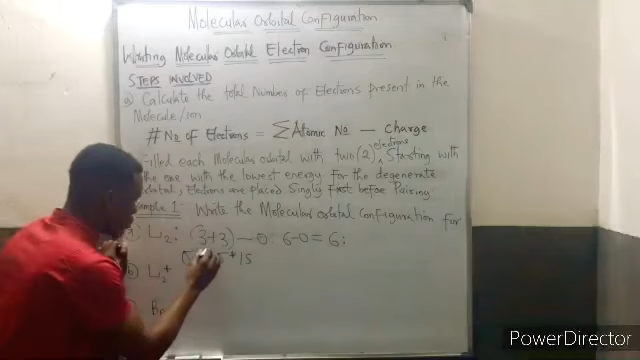 Molecular Orbital Configuration
Writing Molecular Orbital Electron Configuration
STEPS INVOLVED
a) Calculate the total Number of Electrons present in the
Molecule/ion
# No of Electrons = ∑ Atomic No — charge
Filled each Molecular orbital with two (2) electrons, Starting with
the one with the lowest energy for the degenerate
orbital, Electrons are placed Singly first before Pairing
Example 1: Write the Molecular orbital Configuration for
a) L₂: (3+3) — 0 6-0 = 6:
* 1S
b) L₂⁺
PowerDirector